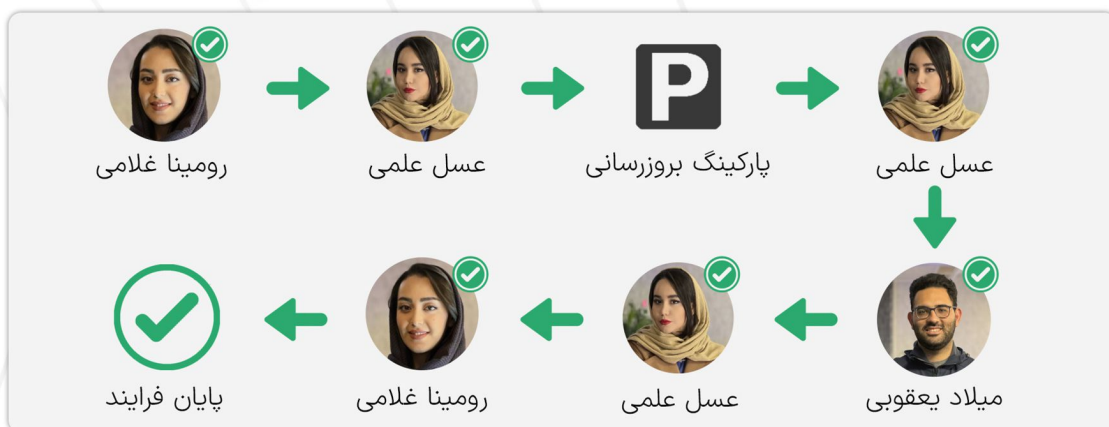 رومینا غلامی
عسل علمی
P
پارکینگ بروزرسانی
عسل علمی
میلاد یعقوبی
عسل علمی
رومینا غلامی
پایان فرایند